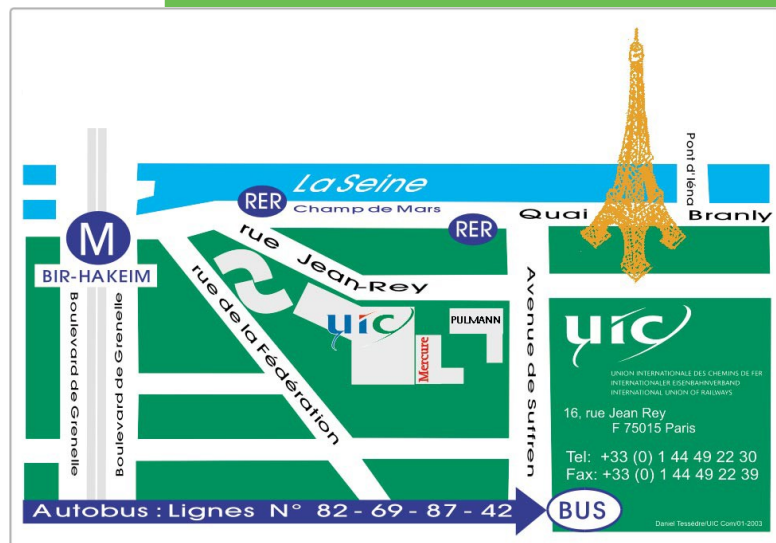 La Seine
Pont d'Iéna
RER
Champ de Mars
RER
Quai Branly
M
BIR-HAKEIM
rue Jean-Rey
rue de la Fédération
Boulevard de Grenelle
Boulevard de Grenelle
Avenue de Suffren
uic
PULMANN
Mercure
uic
UNION INTERNATIONALE DES CHEMINS DE FER
INTERNATIONALER EISENBAHNVERBAND
INTERNATIONAL UNION OF RAILWAYS
16, rue Jean Rey
F 75015 Paris
Tel: +33 (0) 1 44 49 22 30
Fax: +33 (0) 1 44 49 22 39
Autobus : Lignes N° 82 - 69 - 87 - 42
BUS
Daniel Tessèdre/UIC Com/01-2003